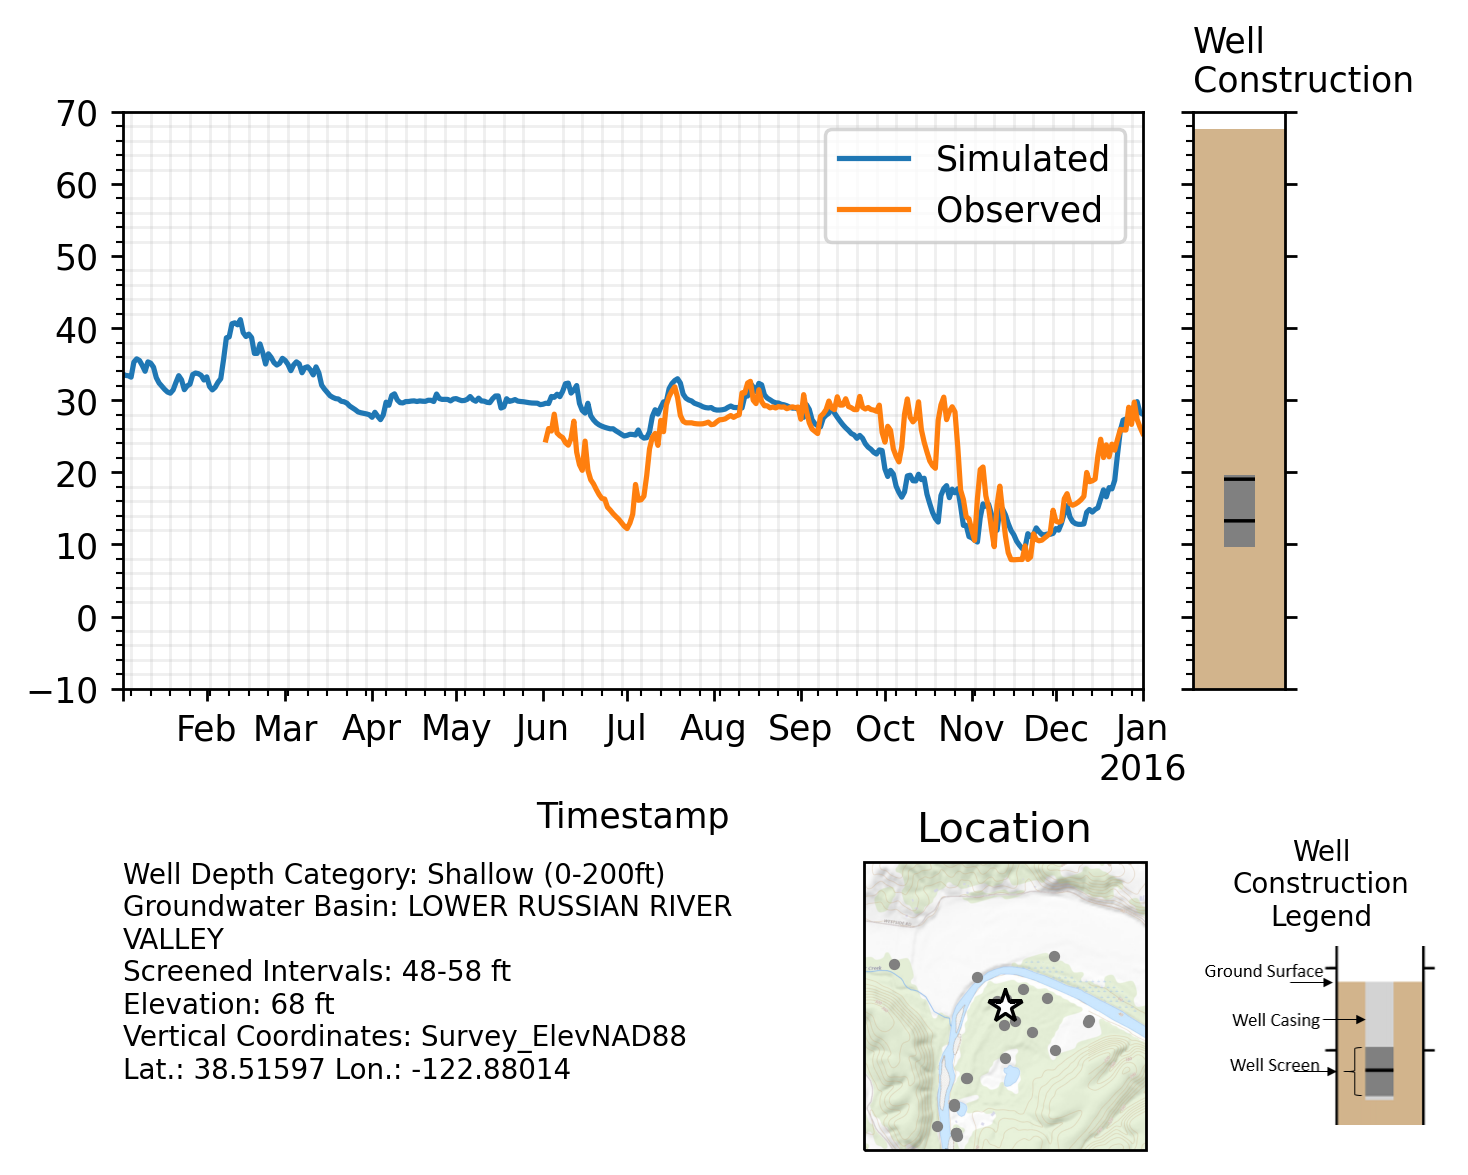 Well
Construction
70
60
50
40
30
20
10
0
−10
Simulated
Observed
Feb Mar Apr May Jun Jul Aug Sep Oct Nov Dec Jan
2016
Timestamp
Well Depth Category: Shallow (0-200ft)
Groundwater Basin: LOWER RUSSIAN RIVER
VALLEY
Screened Intervals: 48-58 ft
Elevation: 68 ft
Vertical Coordinates: Survey_ElevNAD88
Lat.: 38.51597 Lon.: -122.88014
Location
Well
Construction
Legend
Ground Surface
Well Casing
Well Screen